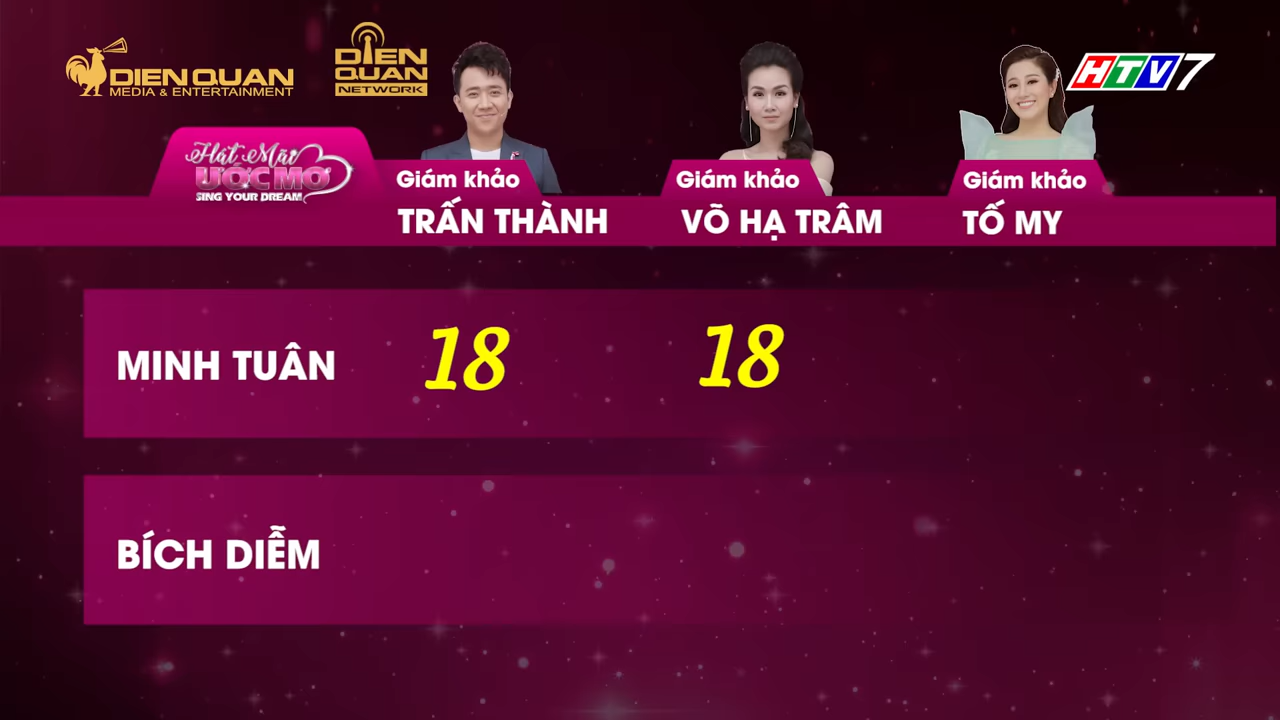 DIEN QUAN
MEDIA & ENTERTAINMENT
DIEN
QUAN
NETWORK
HTV7
Hát Mãi
ƯỚC MƠ
SING YOUR DREAM
Giám khảo
TRẤN THÀNH
Giám khảo
VÕ HẠ TRÂM
Giám khảo
TỐ MY
MINH TUÂN 18 18
BÍCH DIỄM